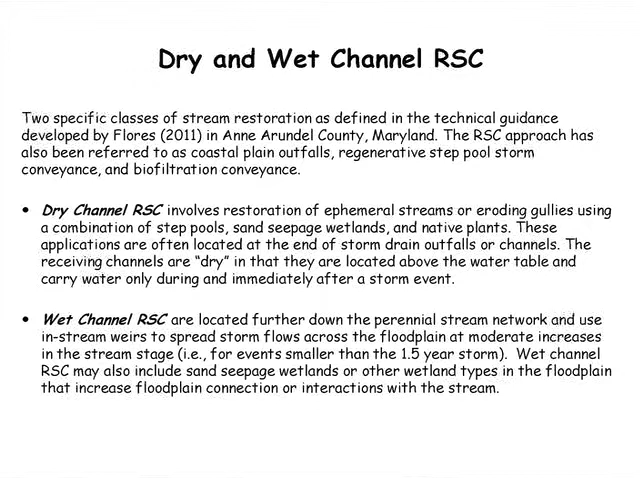 Dry and Wet Channel RSC
Two specific classes of stream restoration as defined in the technical guidance
developed by Flores (2011) in Anne Arundel County, Maryland. The RSC approach has
also been referred to as coastal plain outfalls, regenerative step pool storm
conveyance, and biofiltration conveyance.
• Dry Channel RSC involves restoration of ephemeral streams or eroding gullies using
a combination of step pools, sand seepage wetlands, and native plants. These
applications are often located at the end of storm drain outfalls or channels. The
receiving channels are “dry” in that they are located above the water table and
carry water only during and immediately after a storm event.
• Wet Channel RSC are located further down the perennial stream network and use
in-stream weirs to spread storm flows across the floodplain at moderate increases
in the stream stage (i.e., for events smaller than the 1.5 year storm). Wet channel
RSC may also include sand seepage wetlands or other wetland types in the floodplain
that increase floodplain connection or interactions with the stream.